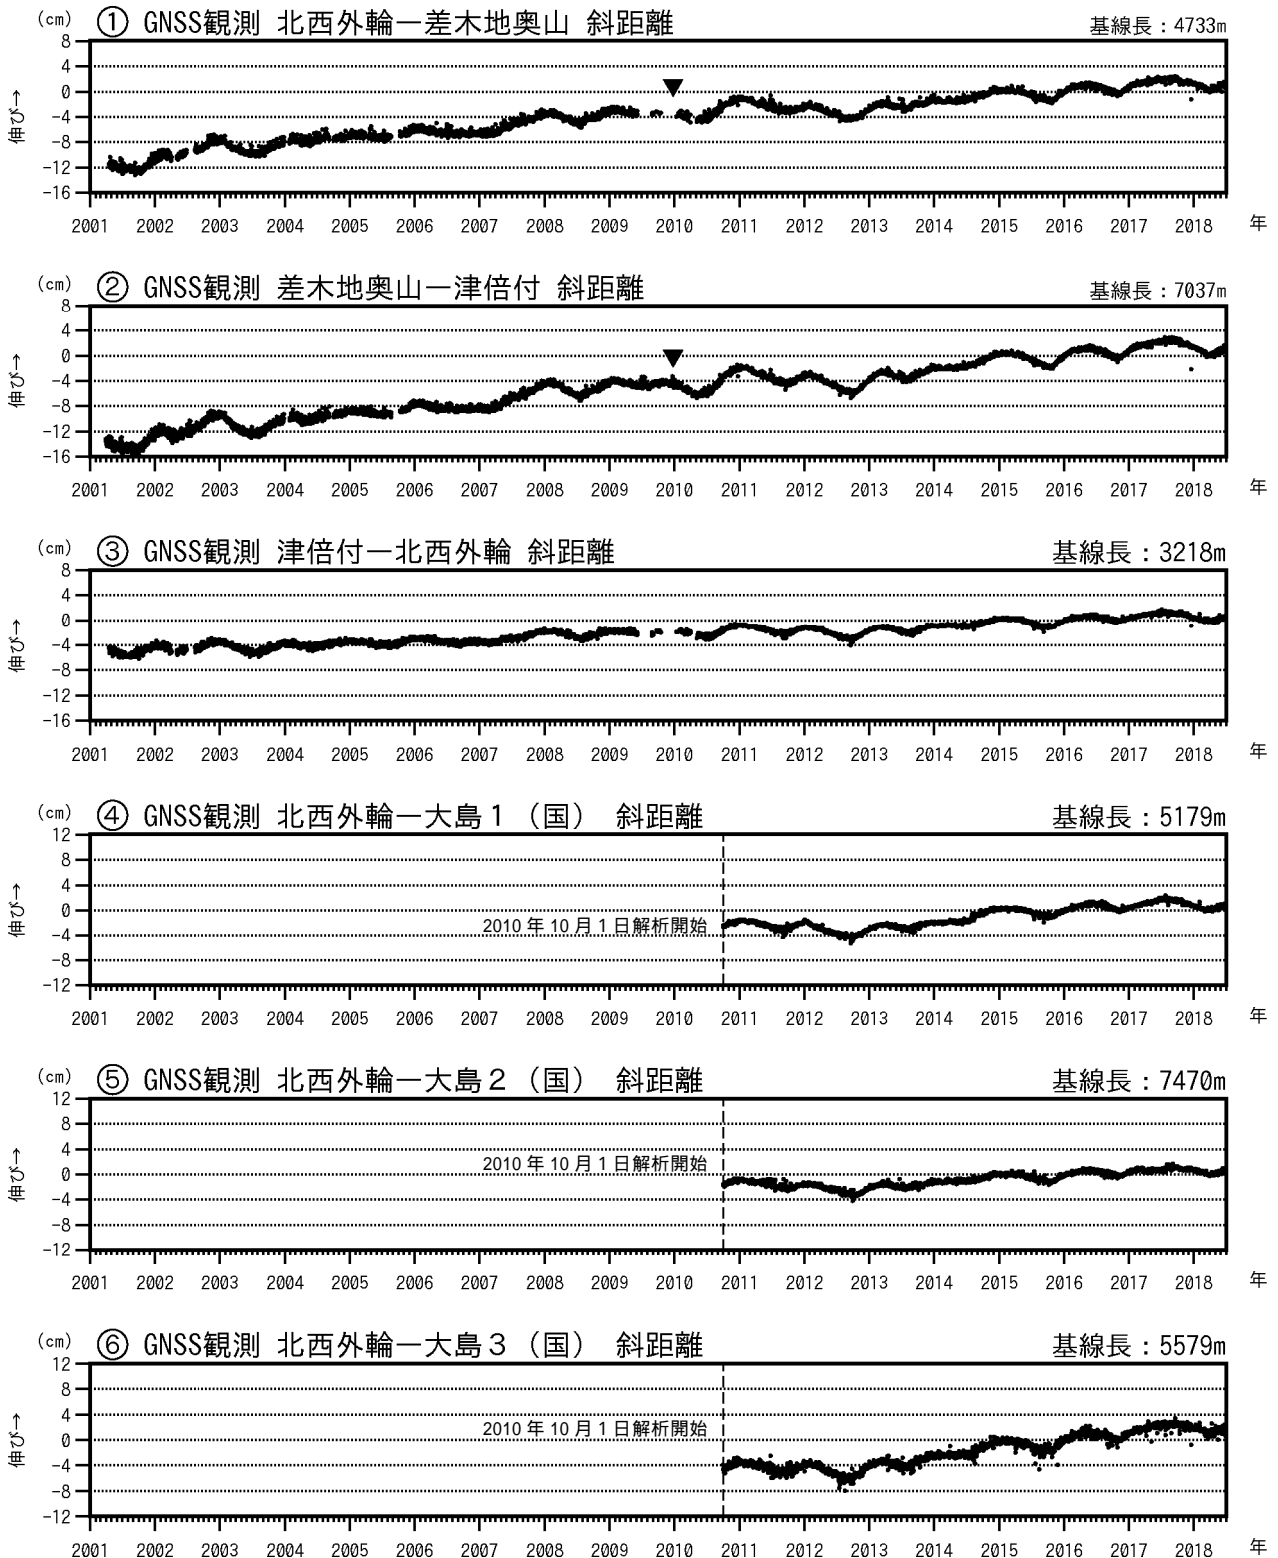 (cm) ① GNSS観測 北西外輪－差木地奥山 斜距離 基線長：4733m
8
4
0
-4
-8
-12
-16
伸び→
2001 2002 2003 2004 2005 2006 2007 2008 2009 2010 2011 2012 2013 2014 2015 2016 2017 2018 年
(cm) ② GNSS観測 差木地奥山－津倍付 斜距離 基線長：7037m
8
4
0
-4
-8
-12
-16
伸び→
2001 2002 2003 2004 2005 2006 2007 2008 2009 2010 2011 2012 2013 2014 2015 2016 2017 2018 年
(cm) ③ GNSS観測 津倍付－北西外輪 斜距離 基線長：3218m
8
4
0
-4
-8
-12
-16
伸び→
2001 2002 2003 2004 2005 2006 2007 2008 2009 2010 2011 2012 2013 2014 2015 2016 2017 2018 年
(cm) ④ GNSS観測 北西外輪－大島１（国） 斜距離 基線長：5179m
12
8
4
0
-4
-8
-12
伸び→
2010年10月1日解析開始
2001 2002 2003 2004 2005 2006 2007 2008 2009 2010 2011 2012 2013 2014 2015 2016 2017 2018 年
(cm) ⑤ GNSS観測 北西外輪－大島２（国） 斜距離 基線長：7470m
12
8
4
0
-4
-8
-12
伸び→
2010年10月1日解析開始
2001 2002 2003 2004 2005 2006 2007 2008 2009 2010 2011 2012 2013 2014 2015 2016 2017 2018 年
(cm) ⑥ GNSS観測 北西外輪－大島３（国） 斜距離 基線長：5579m
12
8
4
0
-4
-8
-12
伸び→
2010年10月1日解析開始
2001 2002 2003 2004 2005 2006 2007 2008 2009 2010 2011 2012 2013 2014 2015 2016 2017 2018 年